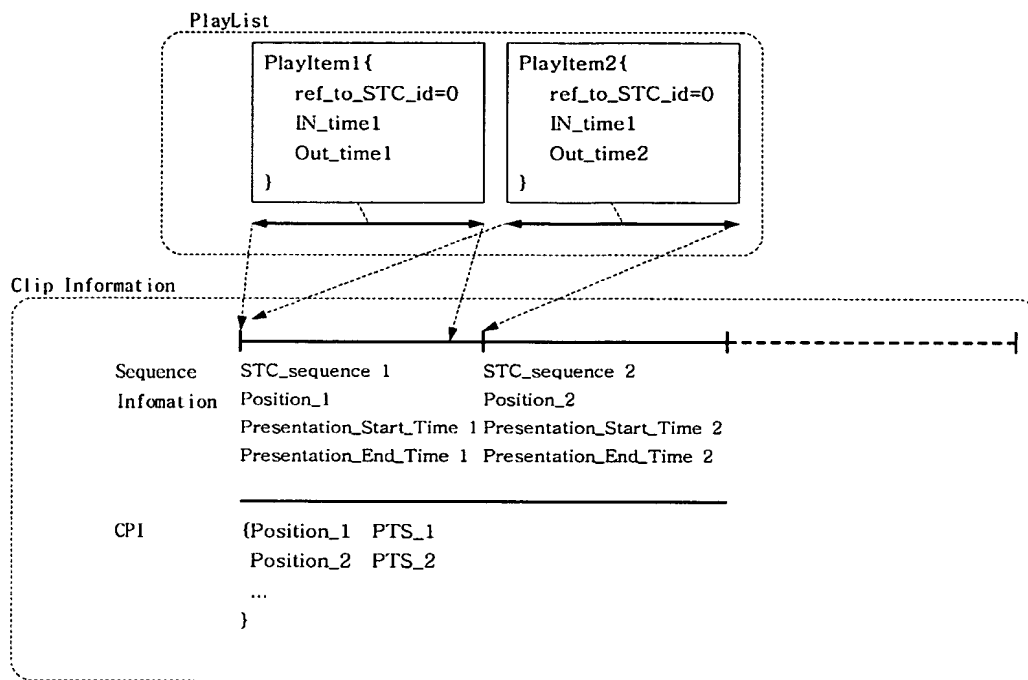 PlayList
PlayItem1{
ref_to_STC_id=0
IN_time1
Out_time1
}
PlayItem2{
ref_to_STC_id=0
IN_time1
Out_time2
}
Clip Information
Sequence
Infomation
STC_sequence 1
Position_1
Presentation_Start_Time 1
Presentation_End_Time 1
STC_sequence 2
Position_2
Presentation_Start_Time 2
Presentation_End_Time 2
CPI
{Position_1 PTS_1
Position_2 PTS_2
...
}